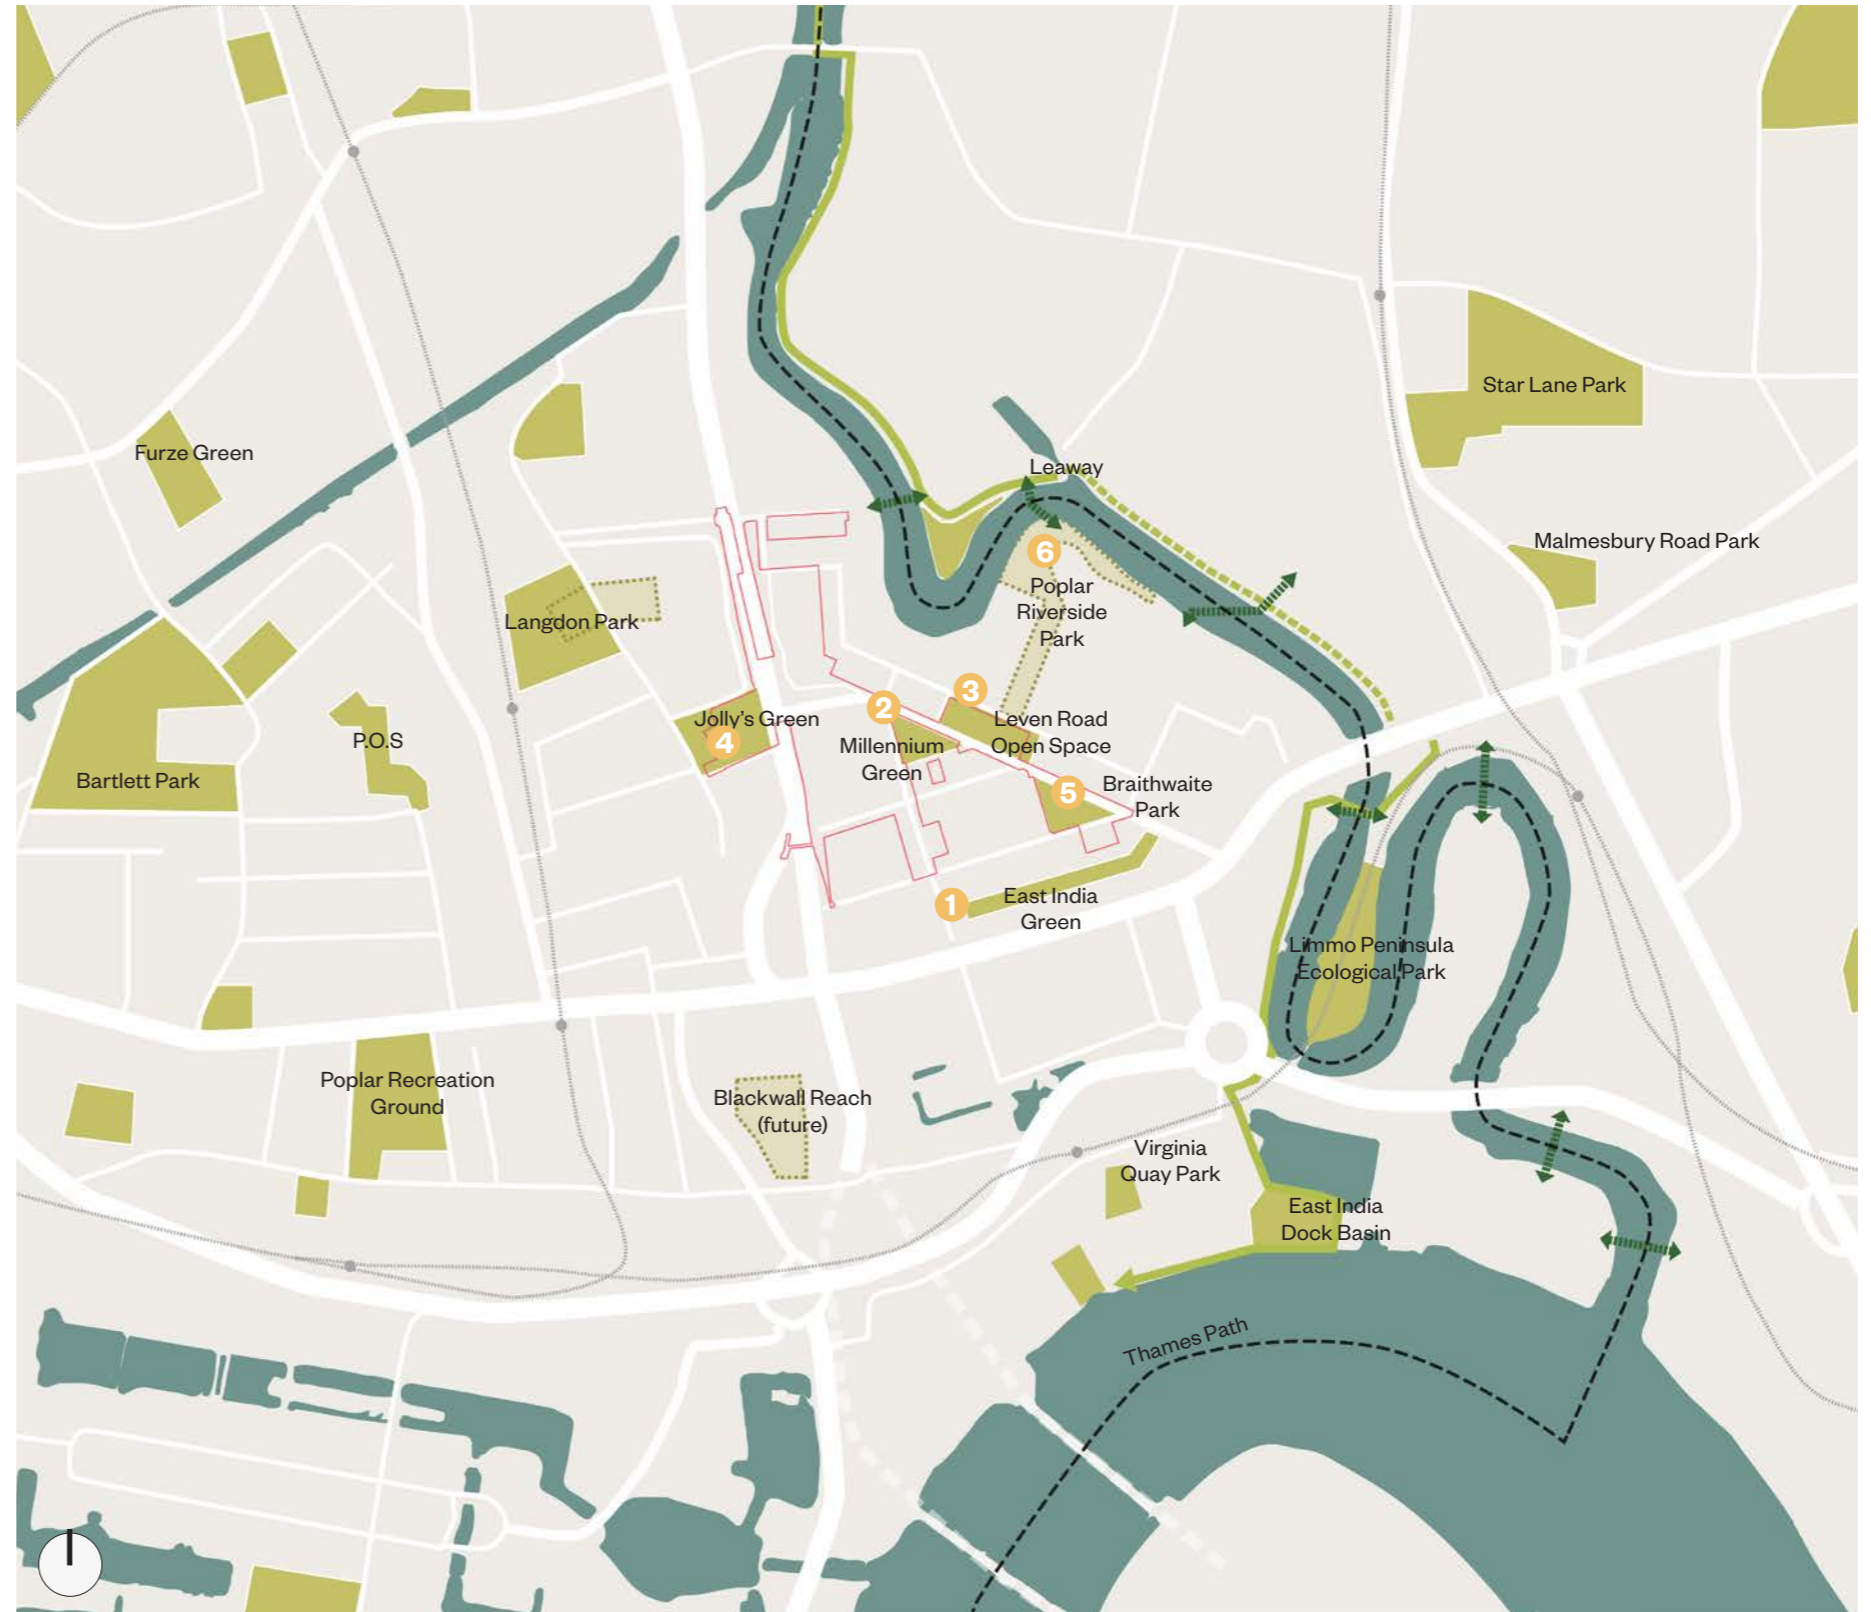 Leaway
Star Lane Park
Furze Green
Malmesbury Road Park
6
Poplar
Riverside
Park
Langdon Park
3
2
Jolly's Green
4
Leven Road
Open Space
P.O.S
Millennium
Green
Bartlett Park
5
Braithwaite
Park
1
East India
Green
Limmo Peninsula
Ecological Park
Poplar Recreation
Ground
Blackwall Reach
(future)
Virginia
Quay Park
East India
Dock Basin
Thames Path